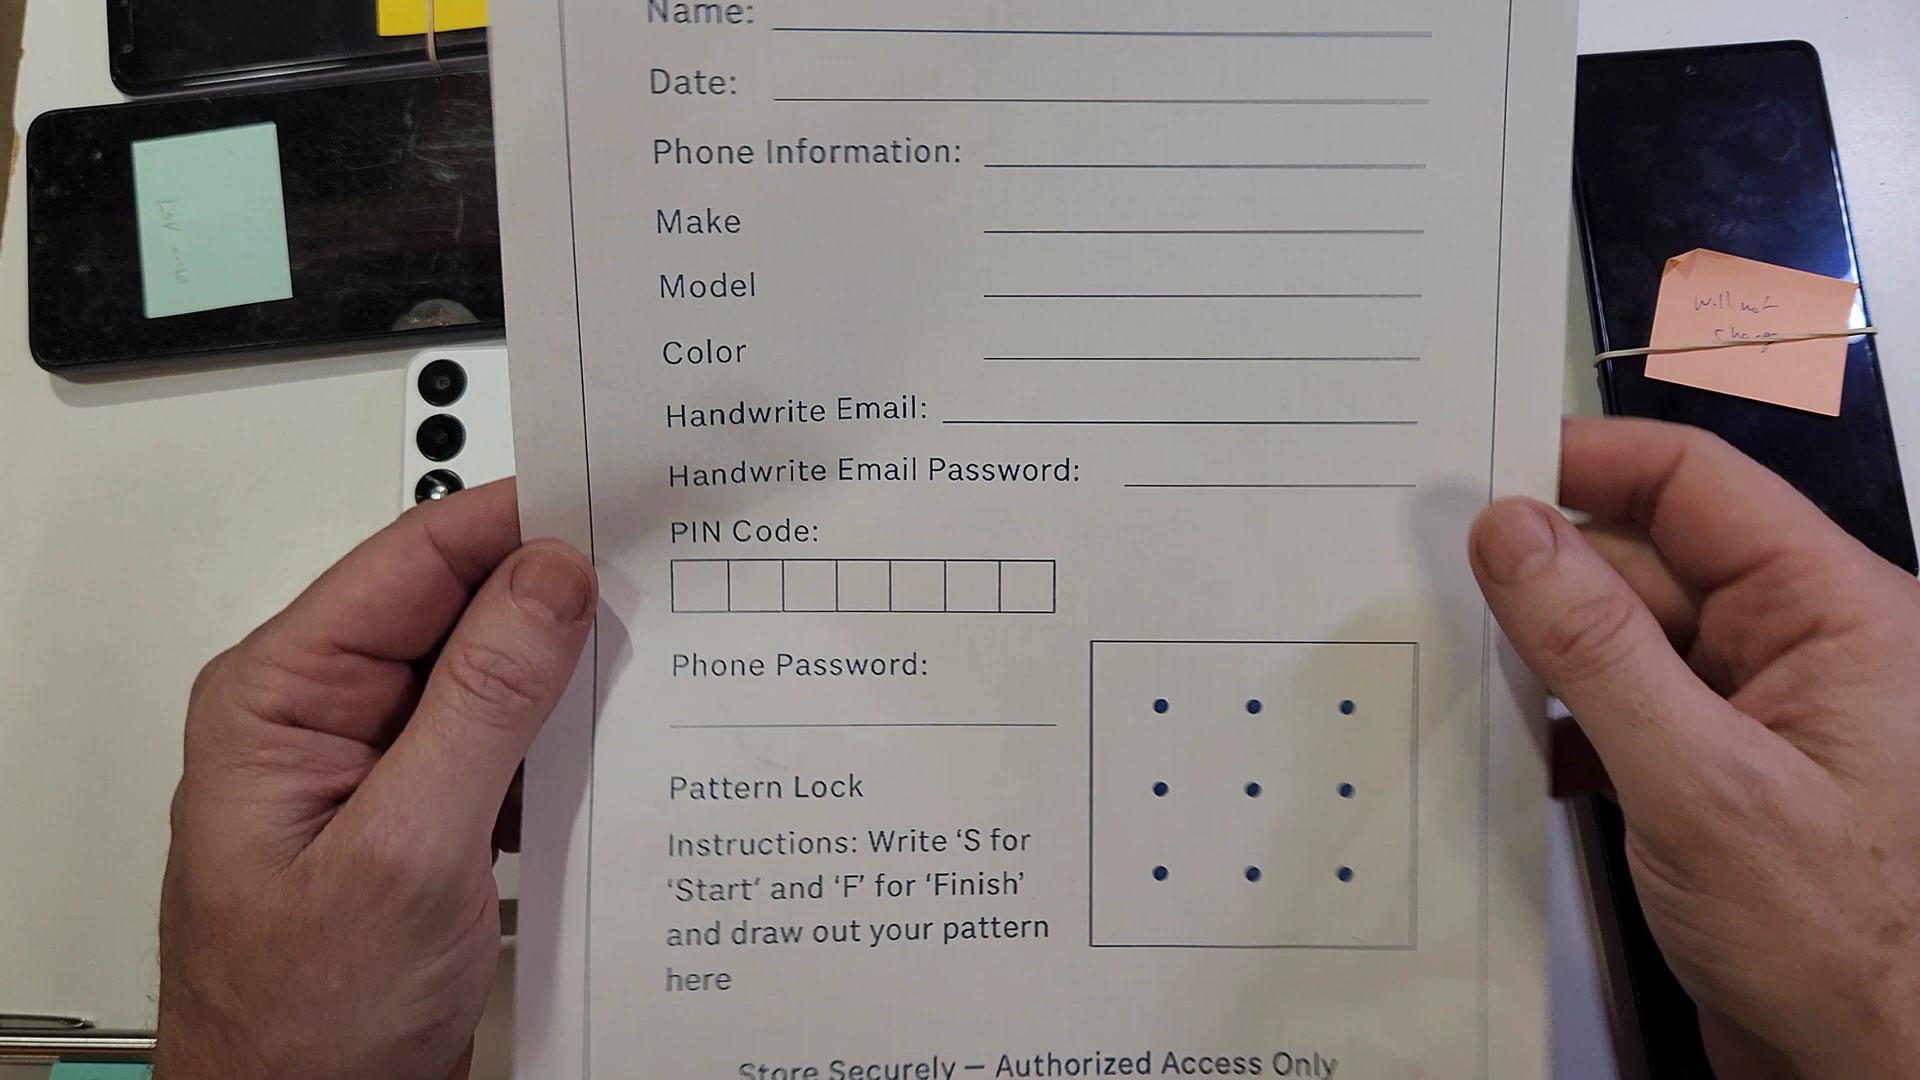 Name:
Date:
Phone Information:
Make
Model
Color
Handwrite Email:
Handwrite Email Password:
PIN Code:
Phone Password:
Pattern Lock
Instructions: Write ‘S for
‘Start’ and ‘F’ for ‘Finish’
and draw out your pattern
here
Store Securely – Authorized Access Only
will not